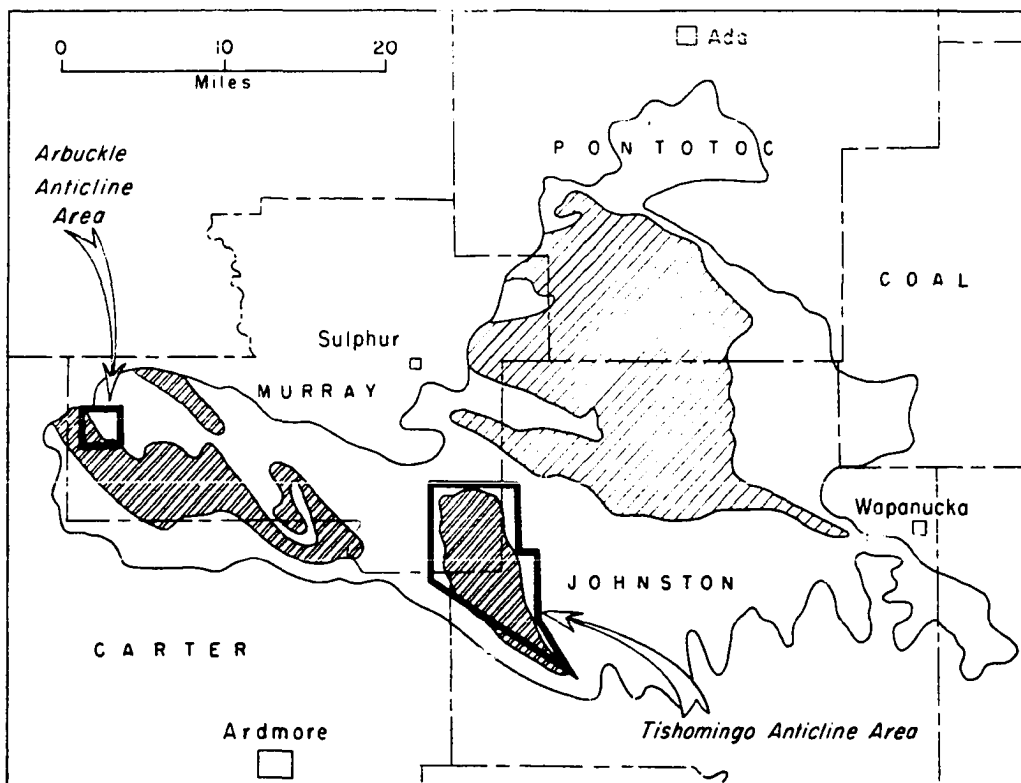 0 10 20
Miles
Ada
Arbuckle
Anticline
Area
PONTOTOC
COAL
Sulphur
MURRAY
Wapanucka
JOHNSTON
CARTER
Ardmore
Tishomingo Anticline Area